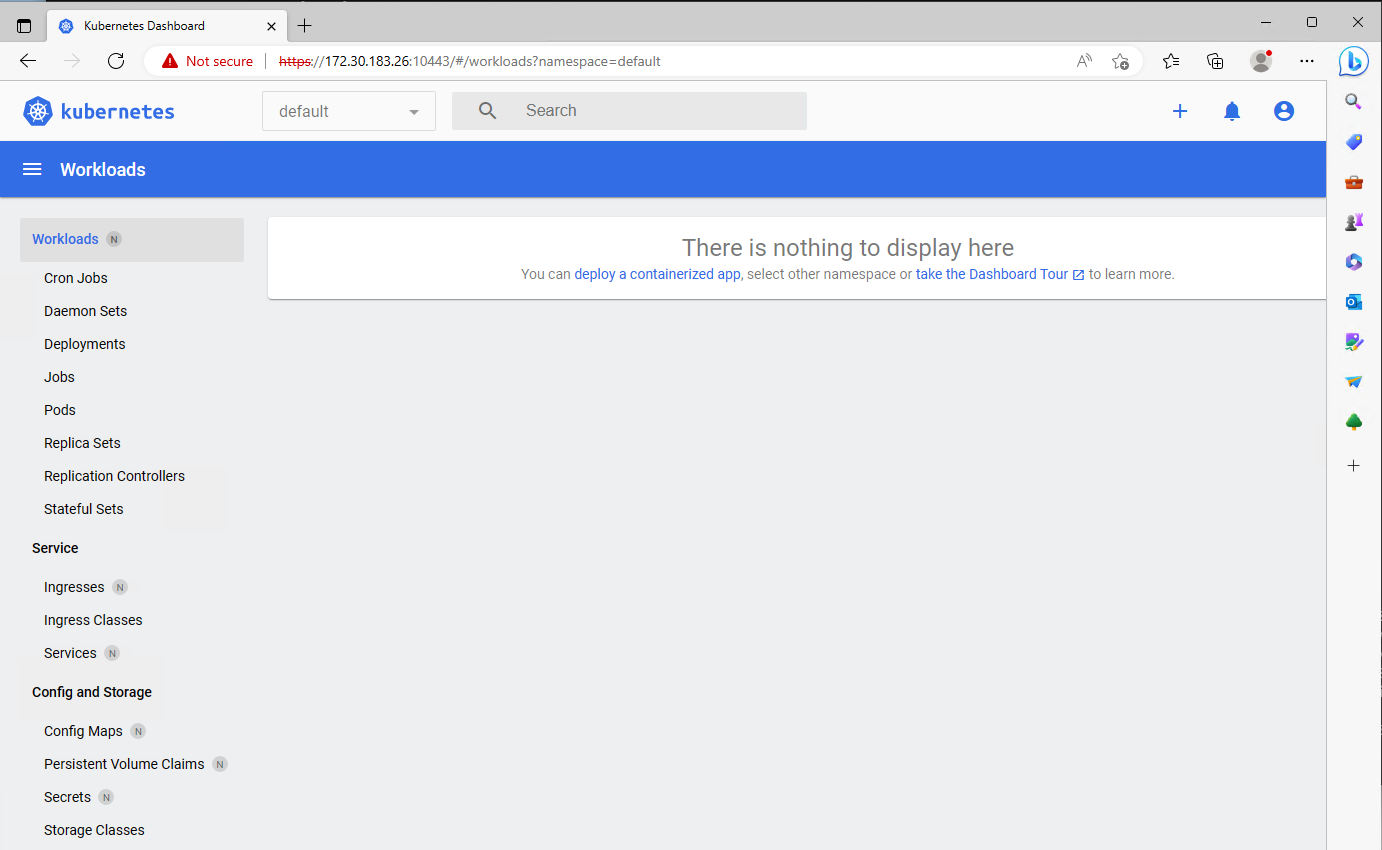 Kubernetes Dashboard
Not secure https://172.30.183.26:10443/#/workloads?namespace=default
kubernetes default Search
Workloads
Workloads N
Cron Jobs
Daemon Sets
Deployments
Jobs
Pods
Replica Sets
Replication Controllers
Stateful Sets
Service
Ingresses N
Ingress Classes
Services N
Config and Storage
Config Maps N
Persistent Volume Claims N
Secrets N
Storage Classes
There is nothing to display here
You can deploy a containerized app, select other namespace or take the Dashboard Tour to learn more.